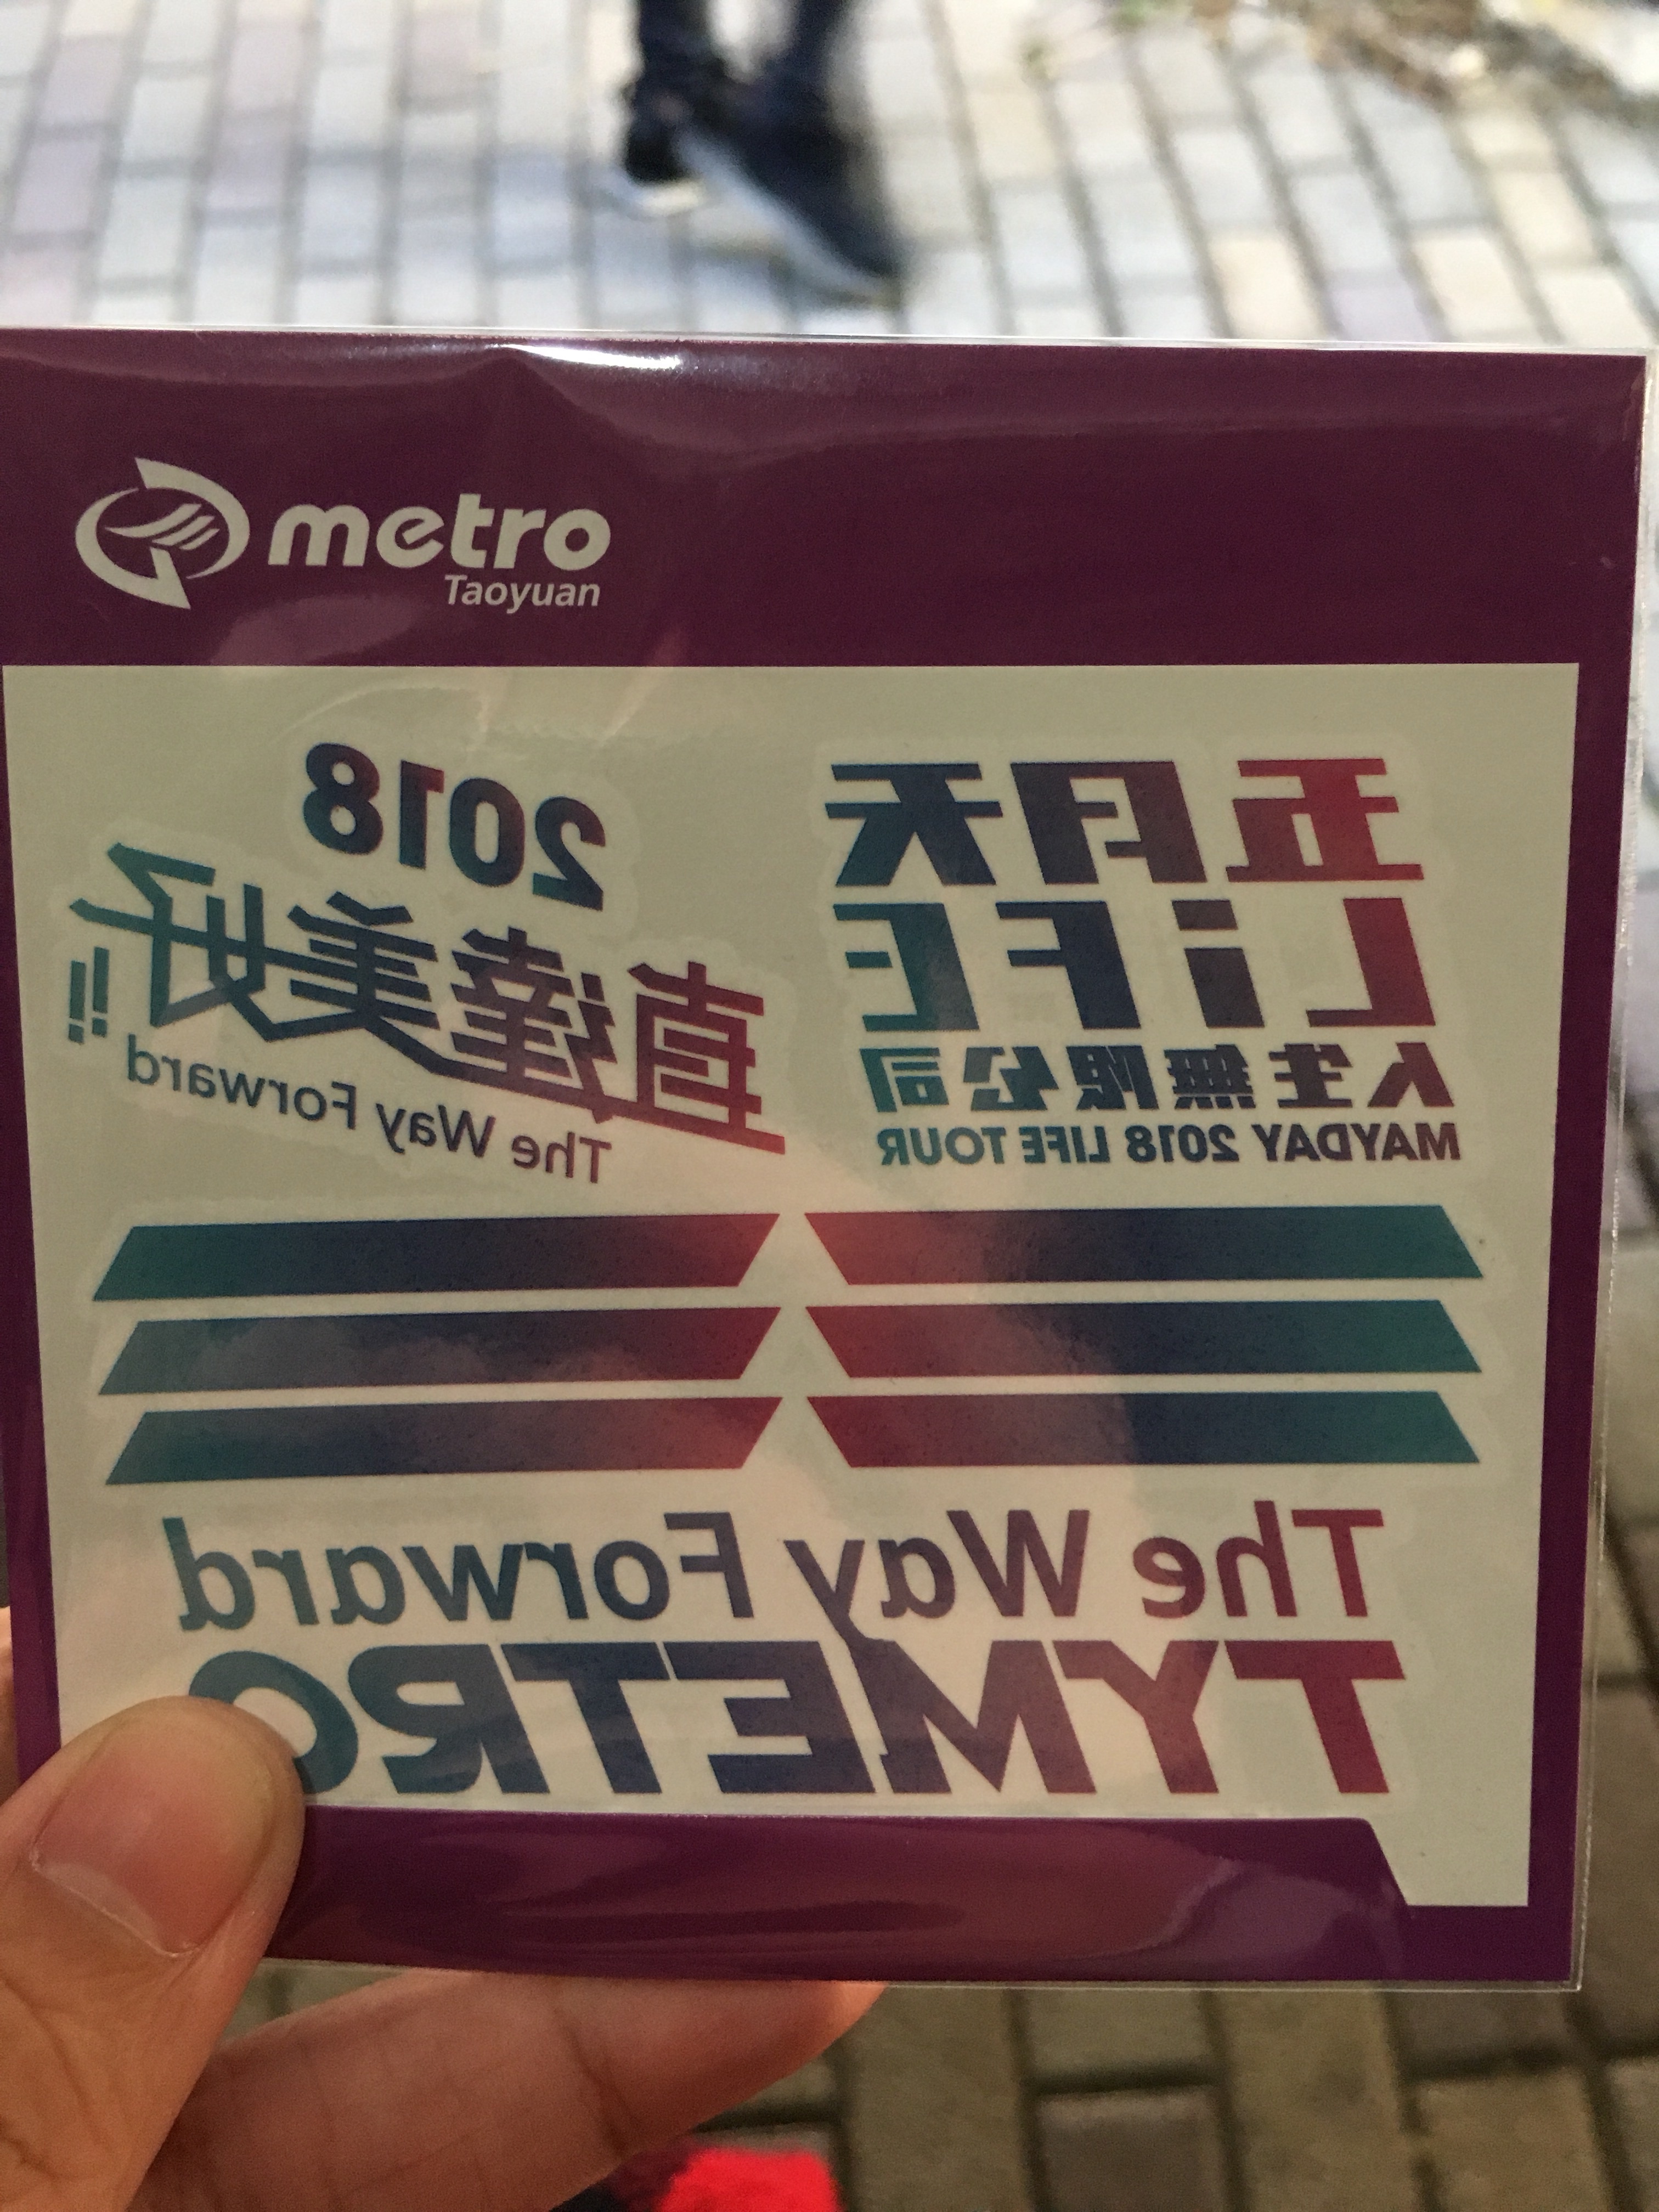 metro
Taoyuan
五月天
LiFE
人生無限公司
MAYDAY 2018 LIFE TOUR
2018
直達美好!!
The Way Forward
The Way Forward
TYMETRO